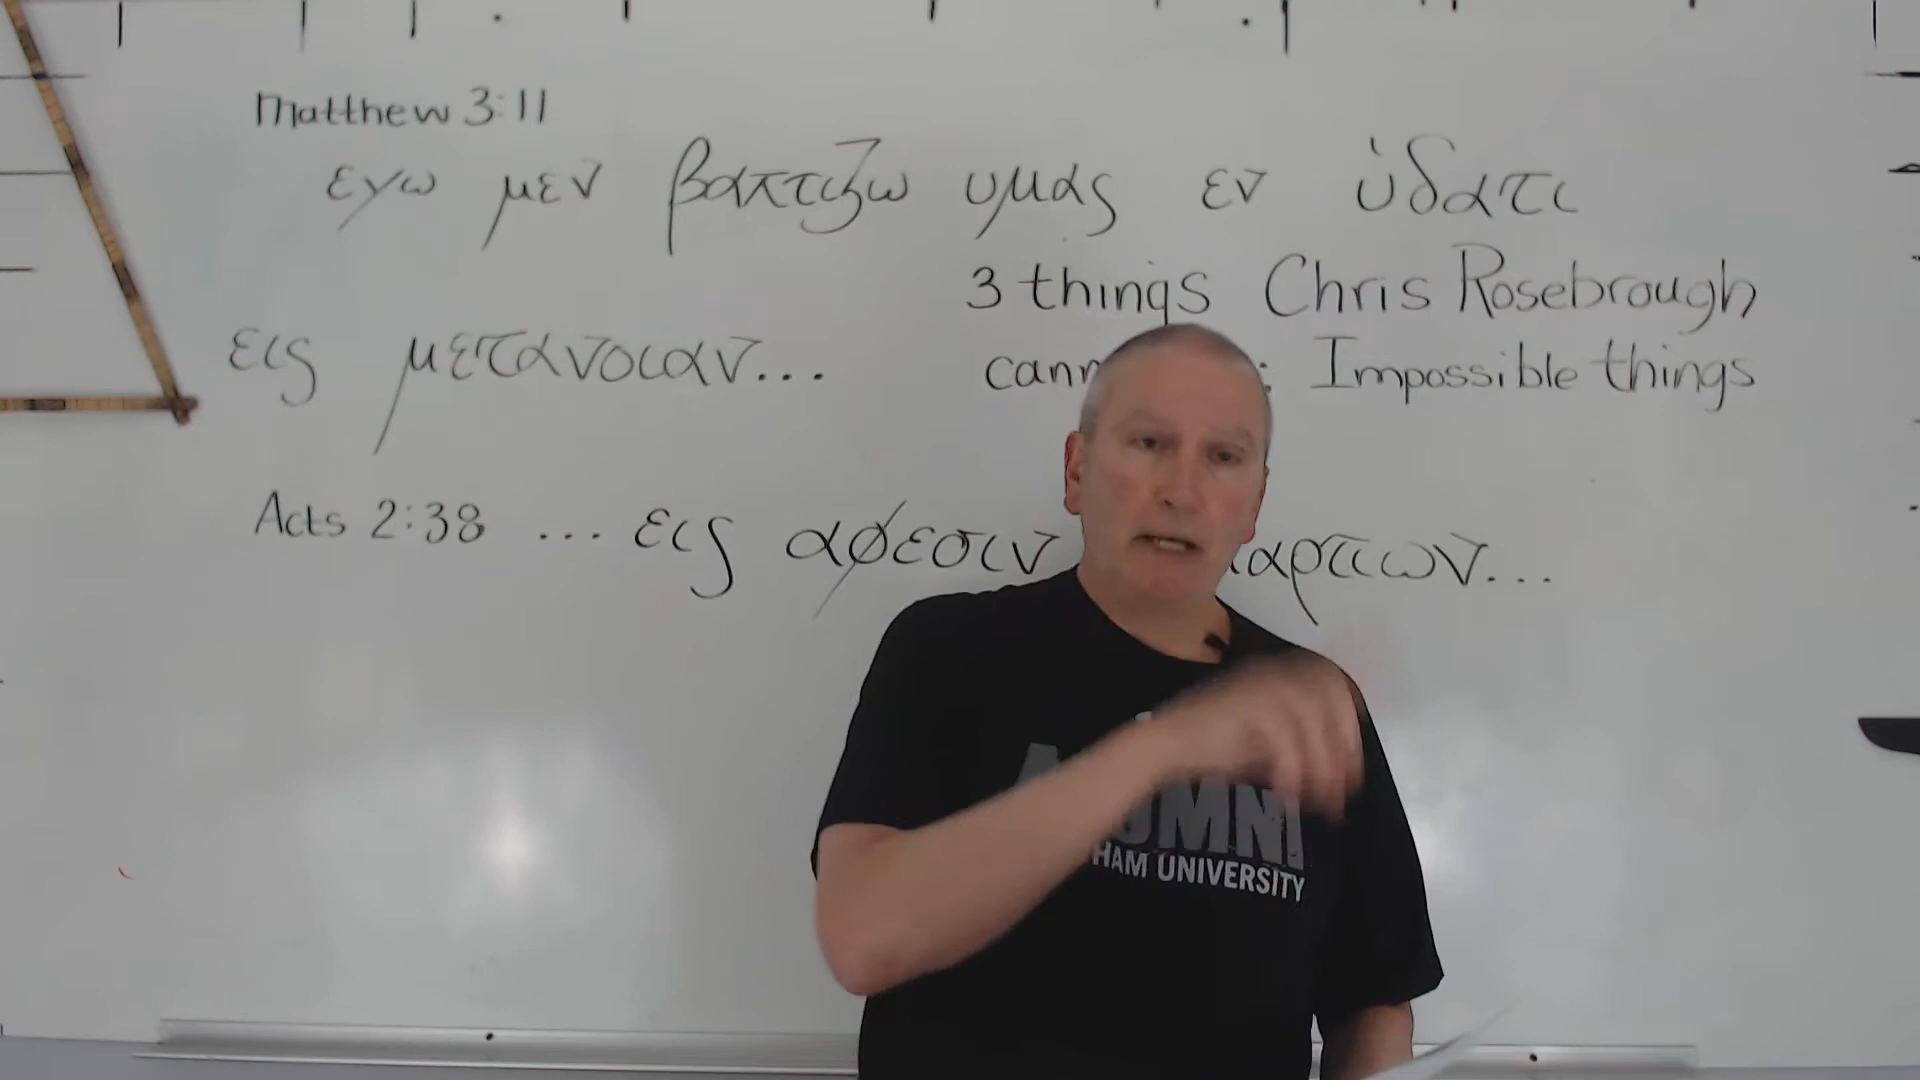 Matthew 3:11
εγω μεν βαπτιζω υμας εν ὑδατι
3 things Chris Rosebrough
εις μετανοιαν...
: Impossible things
Acts 2:38 ... εις αφεσιν ... 
UNIVERSITY